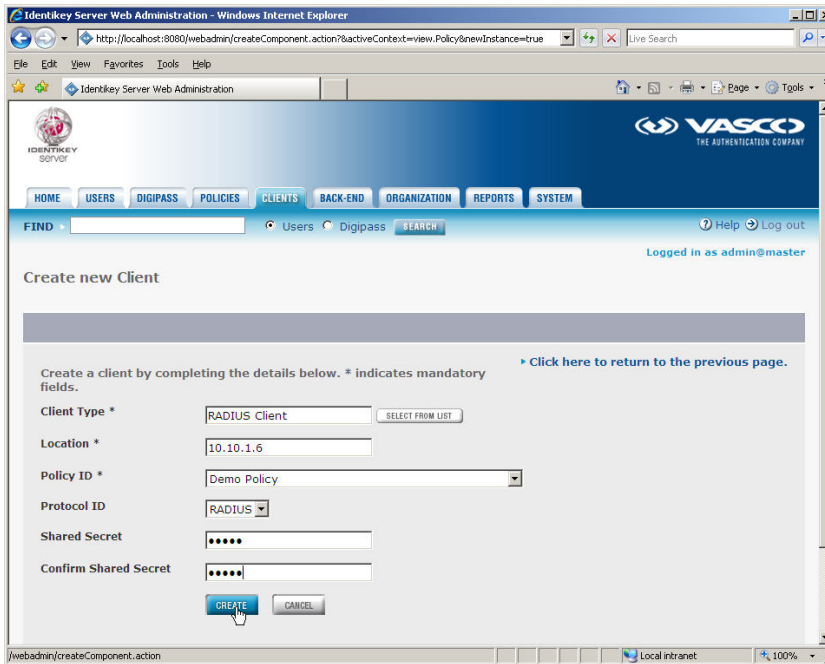 Identikey Server Web Administration - Windows Internet Explorer
http://localhost:8080/webadmin/createComponent.action?&activeContext=view.Policy&newInstance=true
Live Search
File Edit View Favorites Tools Help
Identikey Server Web Administration
Page Tools
IDENTIKEY server
VASCO
THE AUTHENTICATION COMPANY
HOME USERS DIGIPASS POLICIES CLIENTS BACK-END ORGANIZATION REPORTS SYSTEM
FIND Users Digipass SEARCH Help Log out
Logged in as admin@master
Create new Client
Click here to return to the previous page.
Create a client by completing the details below. * indicates mandatory
fields.
Client Type * RADIUS Client SELECT FROM LIST
Location * 10.10.1.6
Policy ID * Demo Policy
Protocol ID RADIUS
Shared Secret •••••
Confirm Shared Secret •••••
CREATE CANCEL
/webadmin/createComponent.action Local intranet 100%